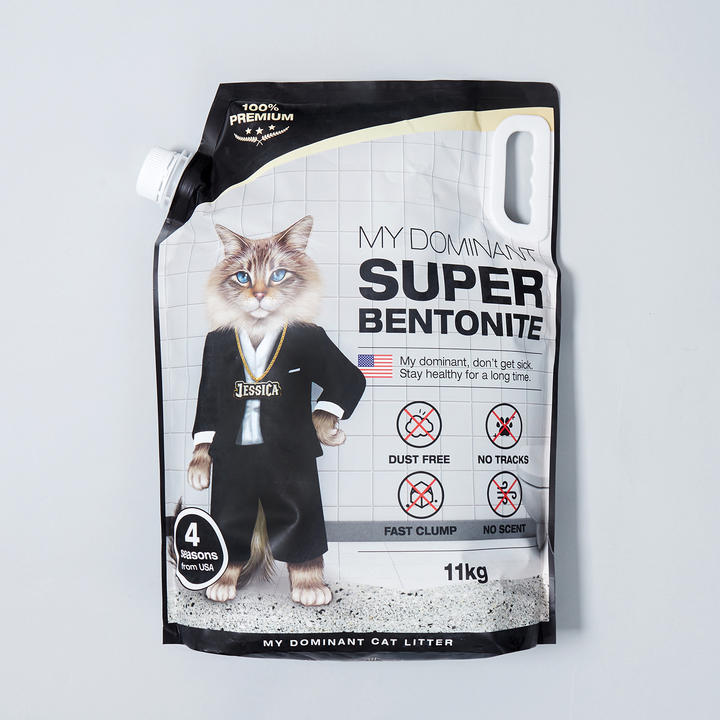 100%
PREMIUM
MY DOMINANT
SUPER
BENTONITE
My dominant, don't get sick.
Stay healthy for a long time.
JESSICA
DUST FREE
NO TRACKS
FAST CLUMP
NO SCENT
4
seasons
from USA
11kg
MY DOMINANT CAT LITTER